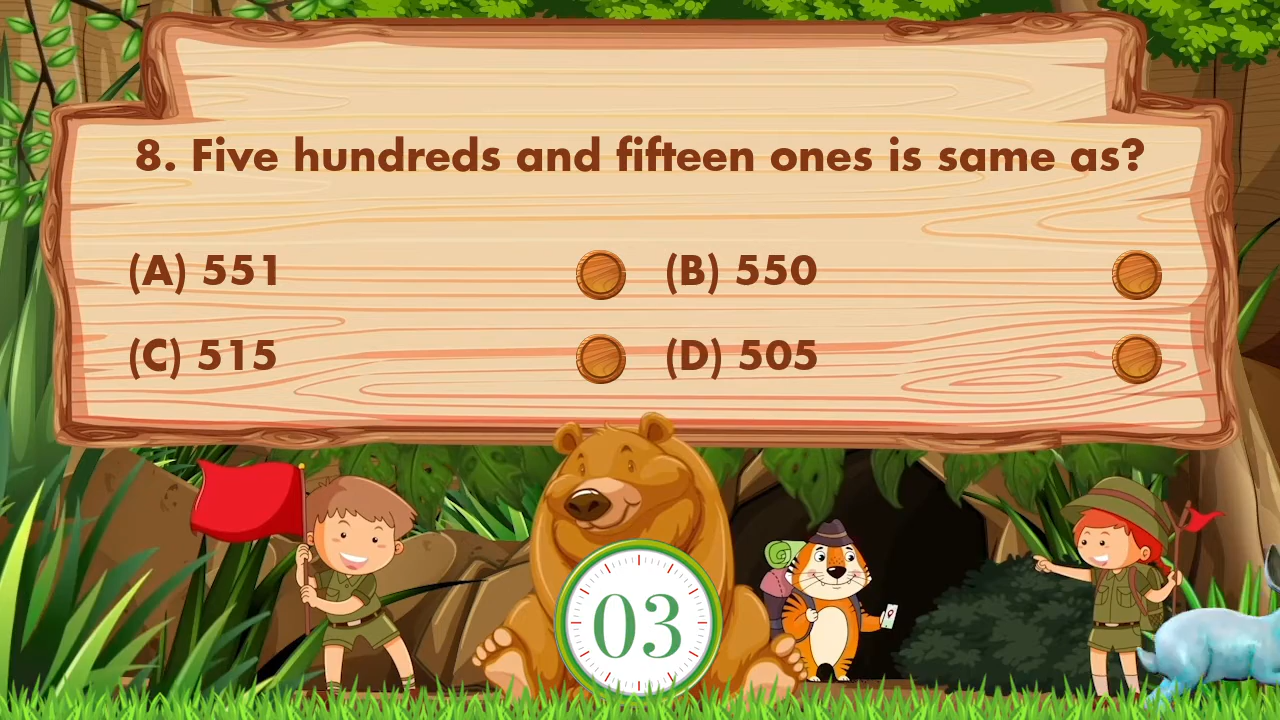 8. Five hundreds and fifteen ones is same as?
(A) 551 (B) 550
(C) 515 (D) 505
03